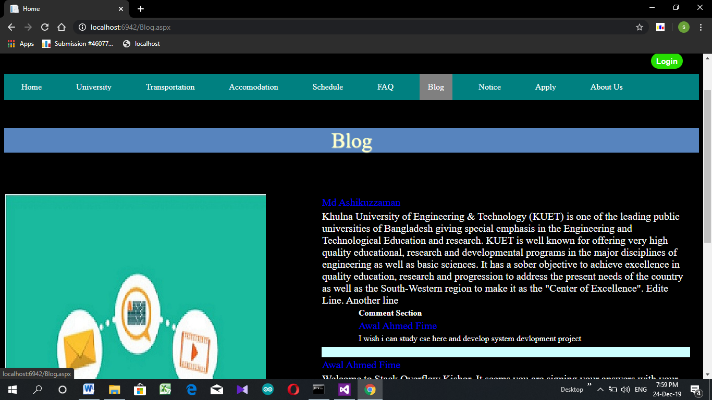 Home
localhost:6942/Blog.aspx
Apps
Submission #46077...
localhost
Login
Home
University
Transportation
Accomodation
Schedule
FAQ
Blog
Notice
Apply
About Us
Blog
Md Ashikuzzaman
Khulna University of Engineering & Technology (KUET) is one of the leading public
universities of Bangladesh giving special emphasis in the Engineering and
Technological Education and research. KUET is well known for offering very high
quality educational, research and developmental programs in the major disciplines of
engineering as well as basic sciences. It has a sober objective to achieve excellence in
quality education, research and progression to address the present needs of the country
as well as the South-Western region to make it as the "Center of Excellence". Edite
Line. Another line
Comment Section
Awal Ahmed Fime
I wish i can study cse here and develop system devlopment project
Awal Ahmed Fime
Welcome to Stack Overflow Kishor. It seems you are signing your answers with your
localhost:6942/Blog.aspx
Desktop
ENG
7:59 PM
24-Dec-19